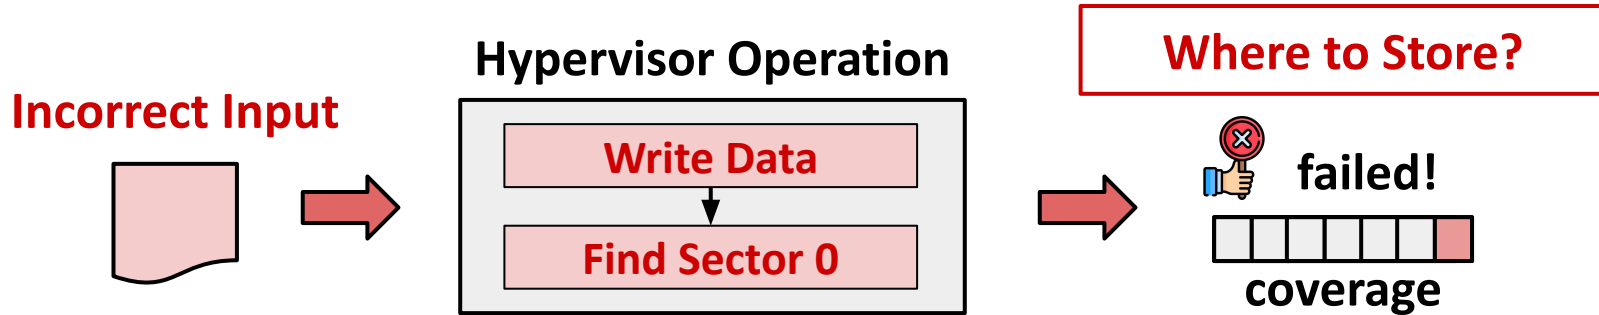 Incorrect Input
Hypervisor Operation
Write Data
Find Sector 0
Where to Store?
failed!
coverage